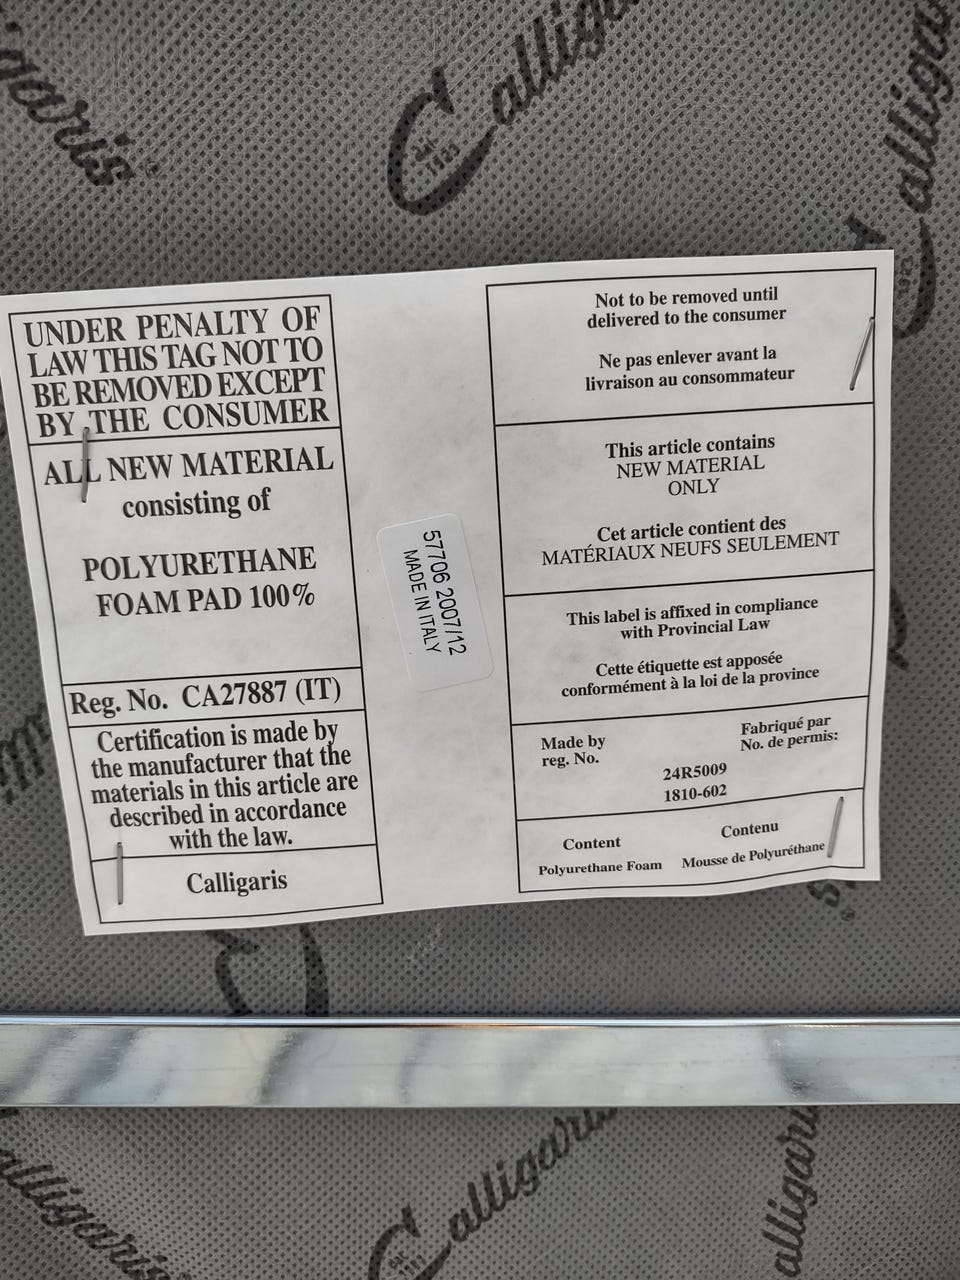 Calligaris
est.
1923
Calligaris
UNDER PENALTY OF
LAW THIS TAG NOT TO
BE REMOVED EXCEPT
BY THE CONSUMER
ALL NEW MATERIAL
consisting of
POLYURETHANE
FOAM PAD 100%
Reg. No. CA27887 (IT)
Certification is made by
the manufacturer that the
materials in this article are
described in accordance
with the law.
Calligaris
57706 2007/12
MADE IN ITALY
Not to be removed until
delivered to the consumer
Ne pas enlever avant la
livraison au consommateur
This article contains
NEW MATERIAL
ONLY
Cet article contient des
MATÉRIAUX NEUFS SEULEMENT
This label is affixed in compliance
with Provincial Law
Cette étiquette est apposée
conformément à la loi de la province
Made by
reg. No.
Fabriqué par
No. de permis:
24R5009
1810-602
Content
Contenu
Polyurethane Foam
Mousse de Polyuréthane
Calligaris
Calligaris
est.
1923
Calligaris